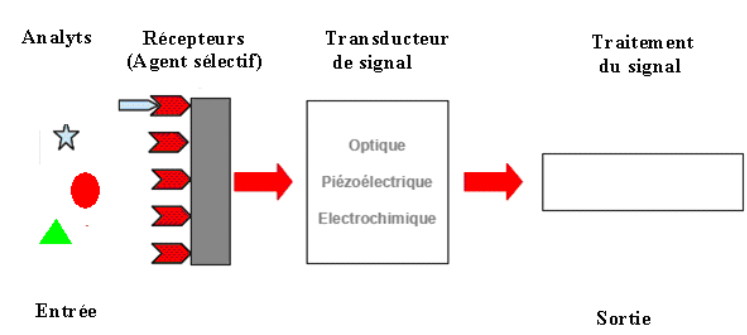 Analyts
Récepteurs
(Agent sélectif)
Transducteur
de signal
Traitement
du signal
Optique
Piézoélectrique
Electrochimique
Entrée
Sortie